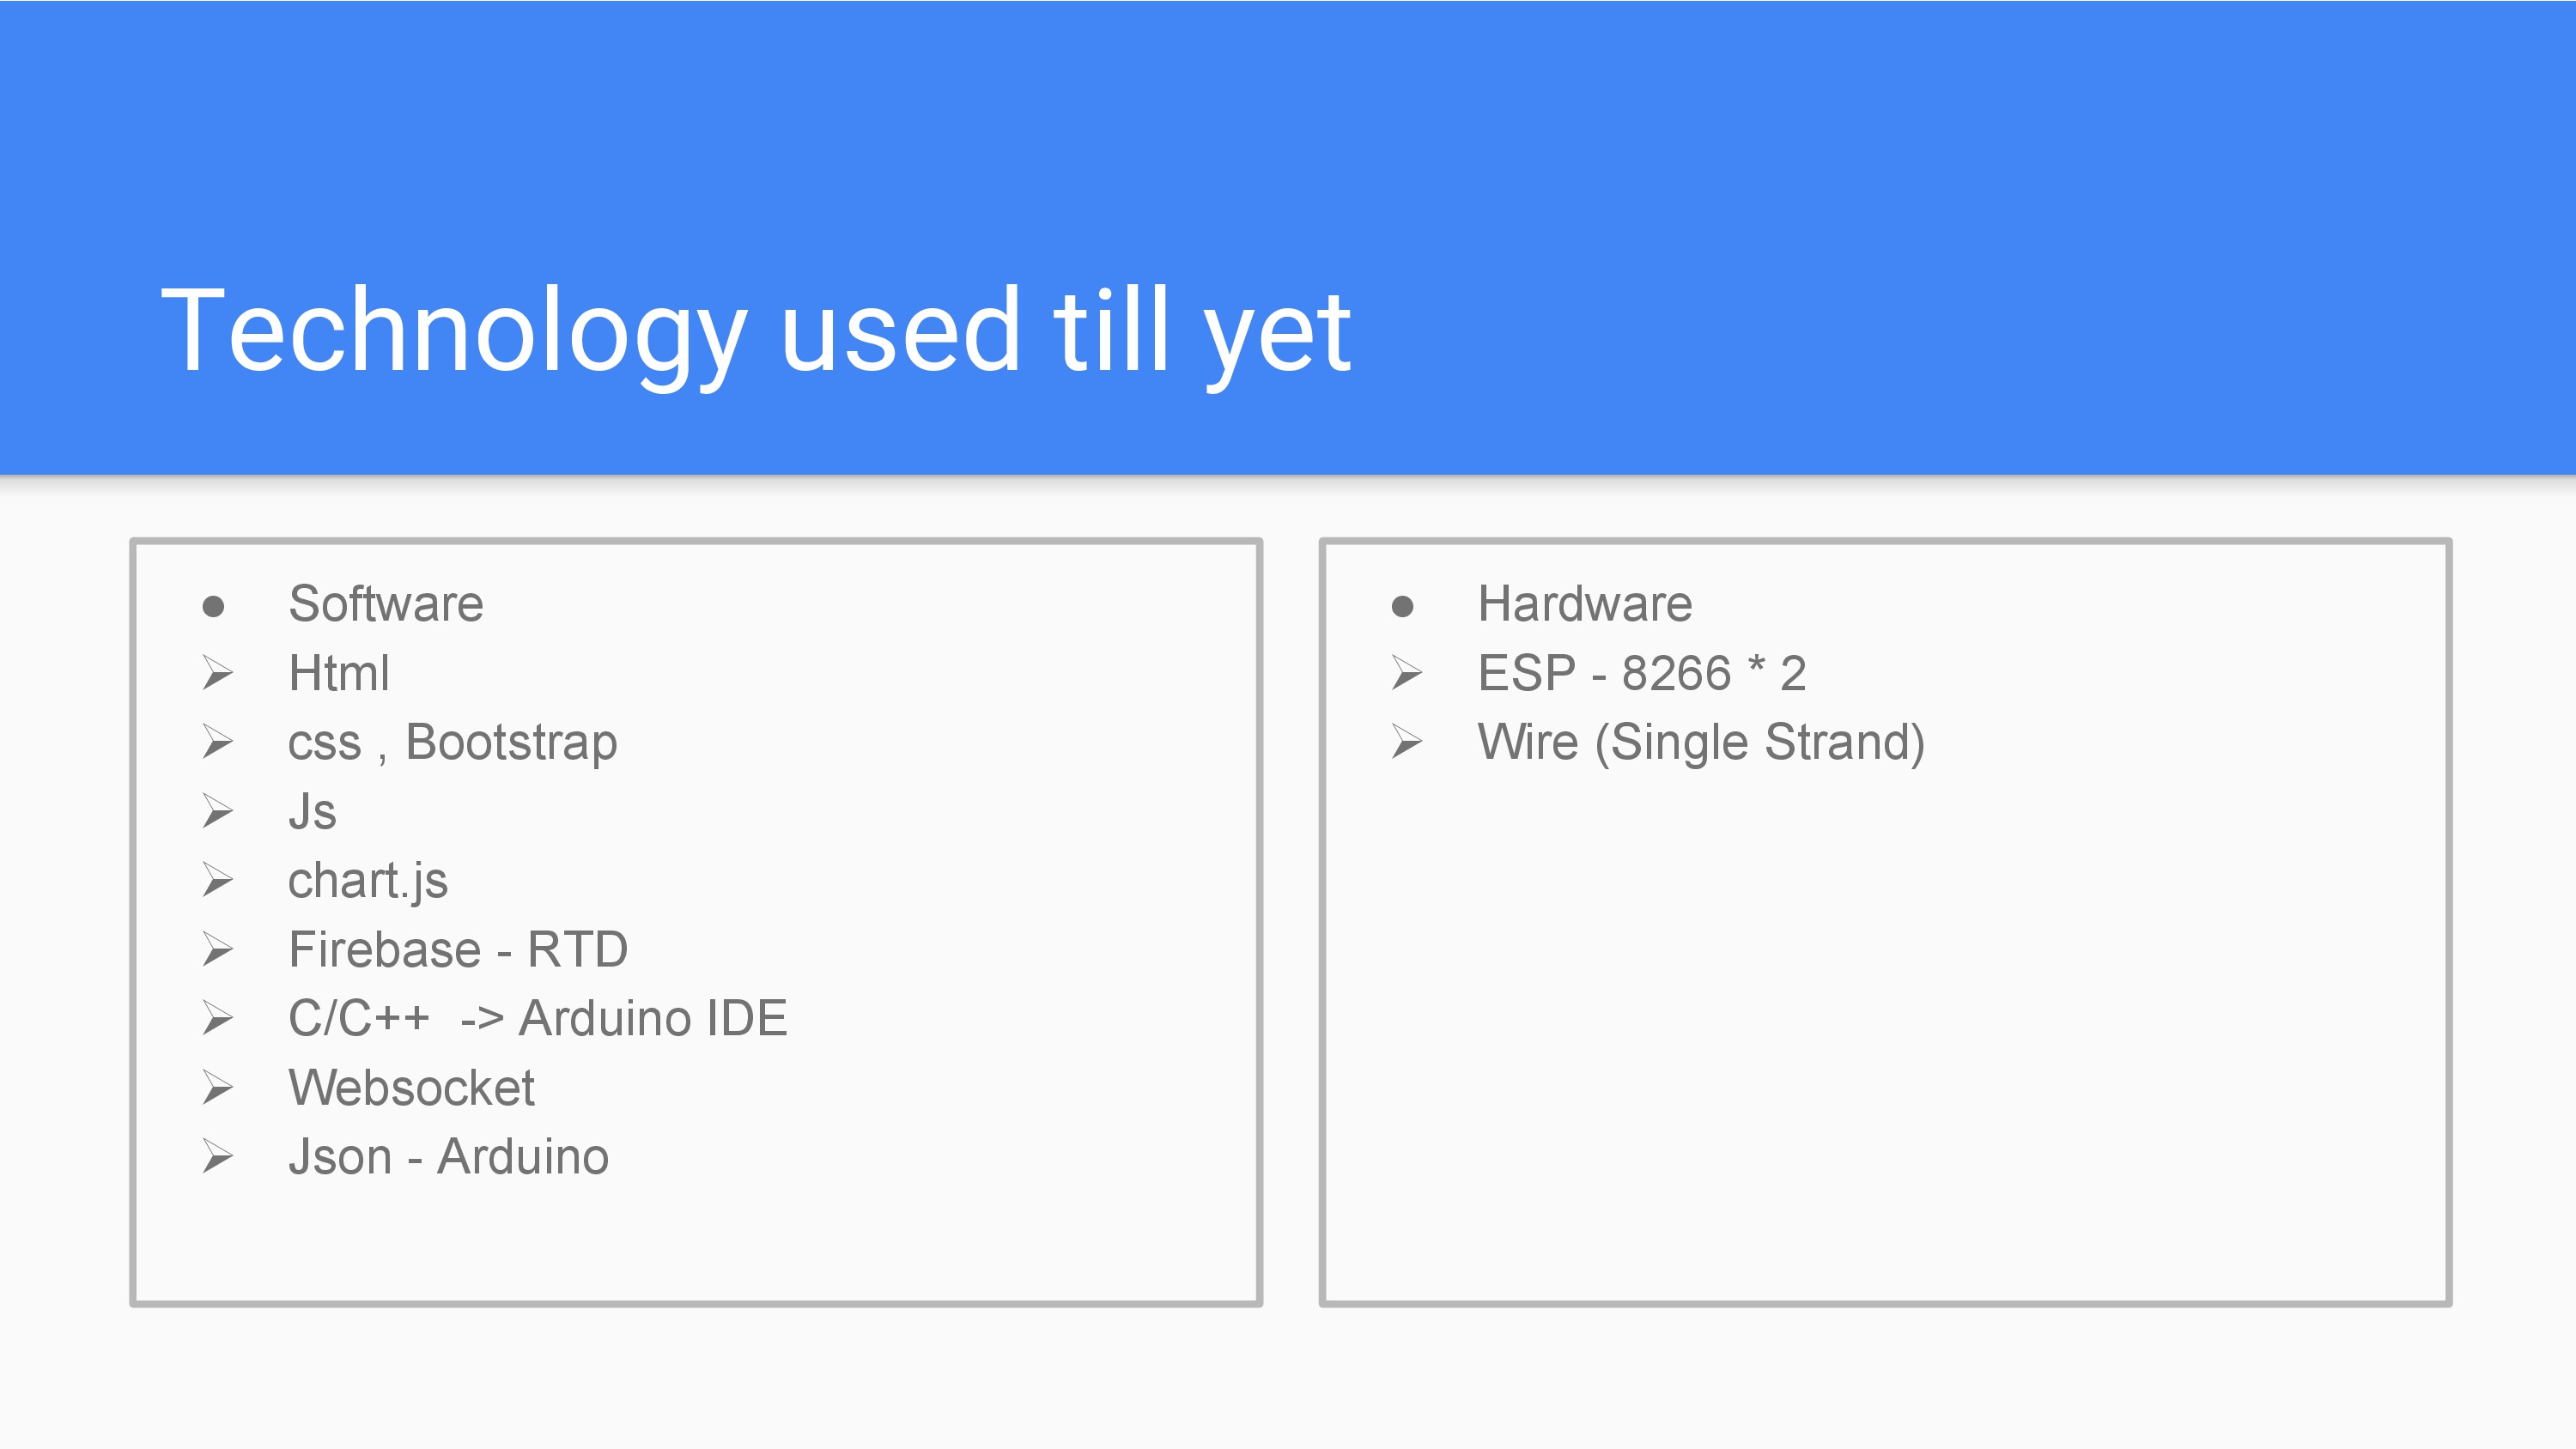 Technology used till yet
● Software
➢ Html
➢ css , Bootstrap
➢ Js
➢ chart.js
➢ Firebase - RTD
➢ C/C++  -> Arduino IDE
➢ Websocket
➢ Json - Arduino
● Hardware
➢ ESP - 8266 * 2
➢ Wire (Single Strand)